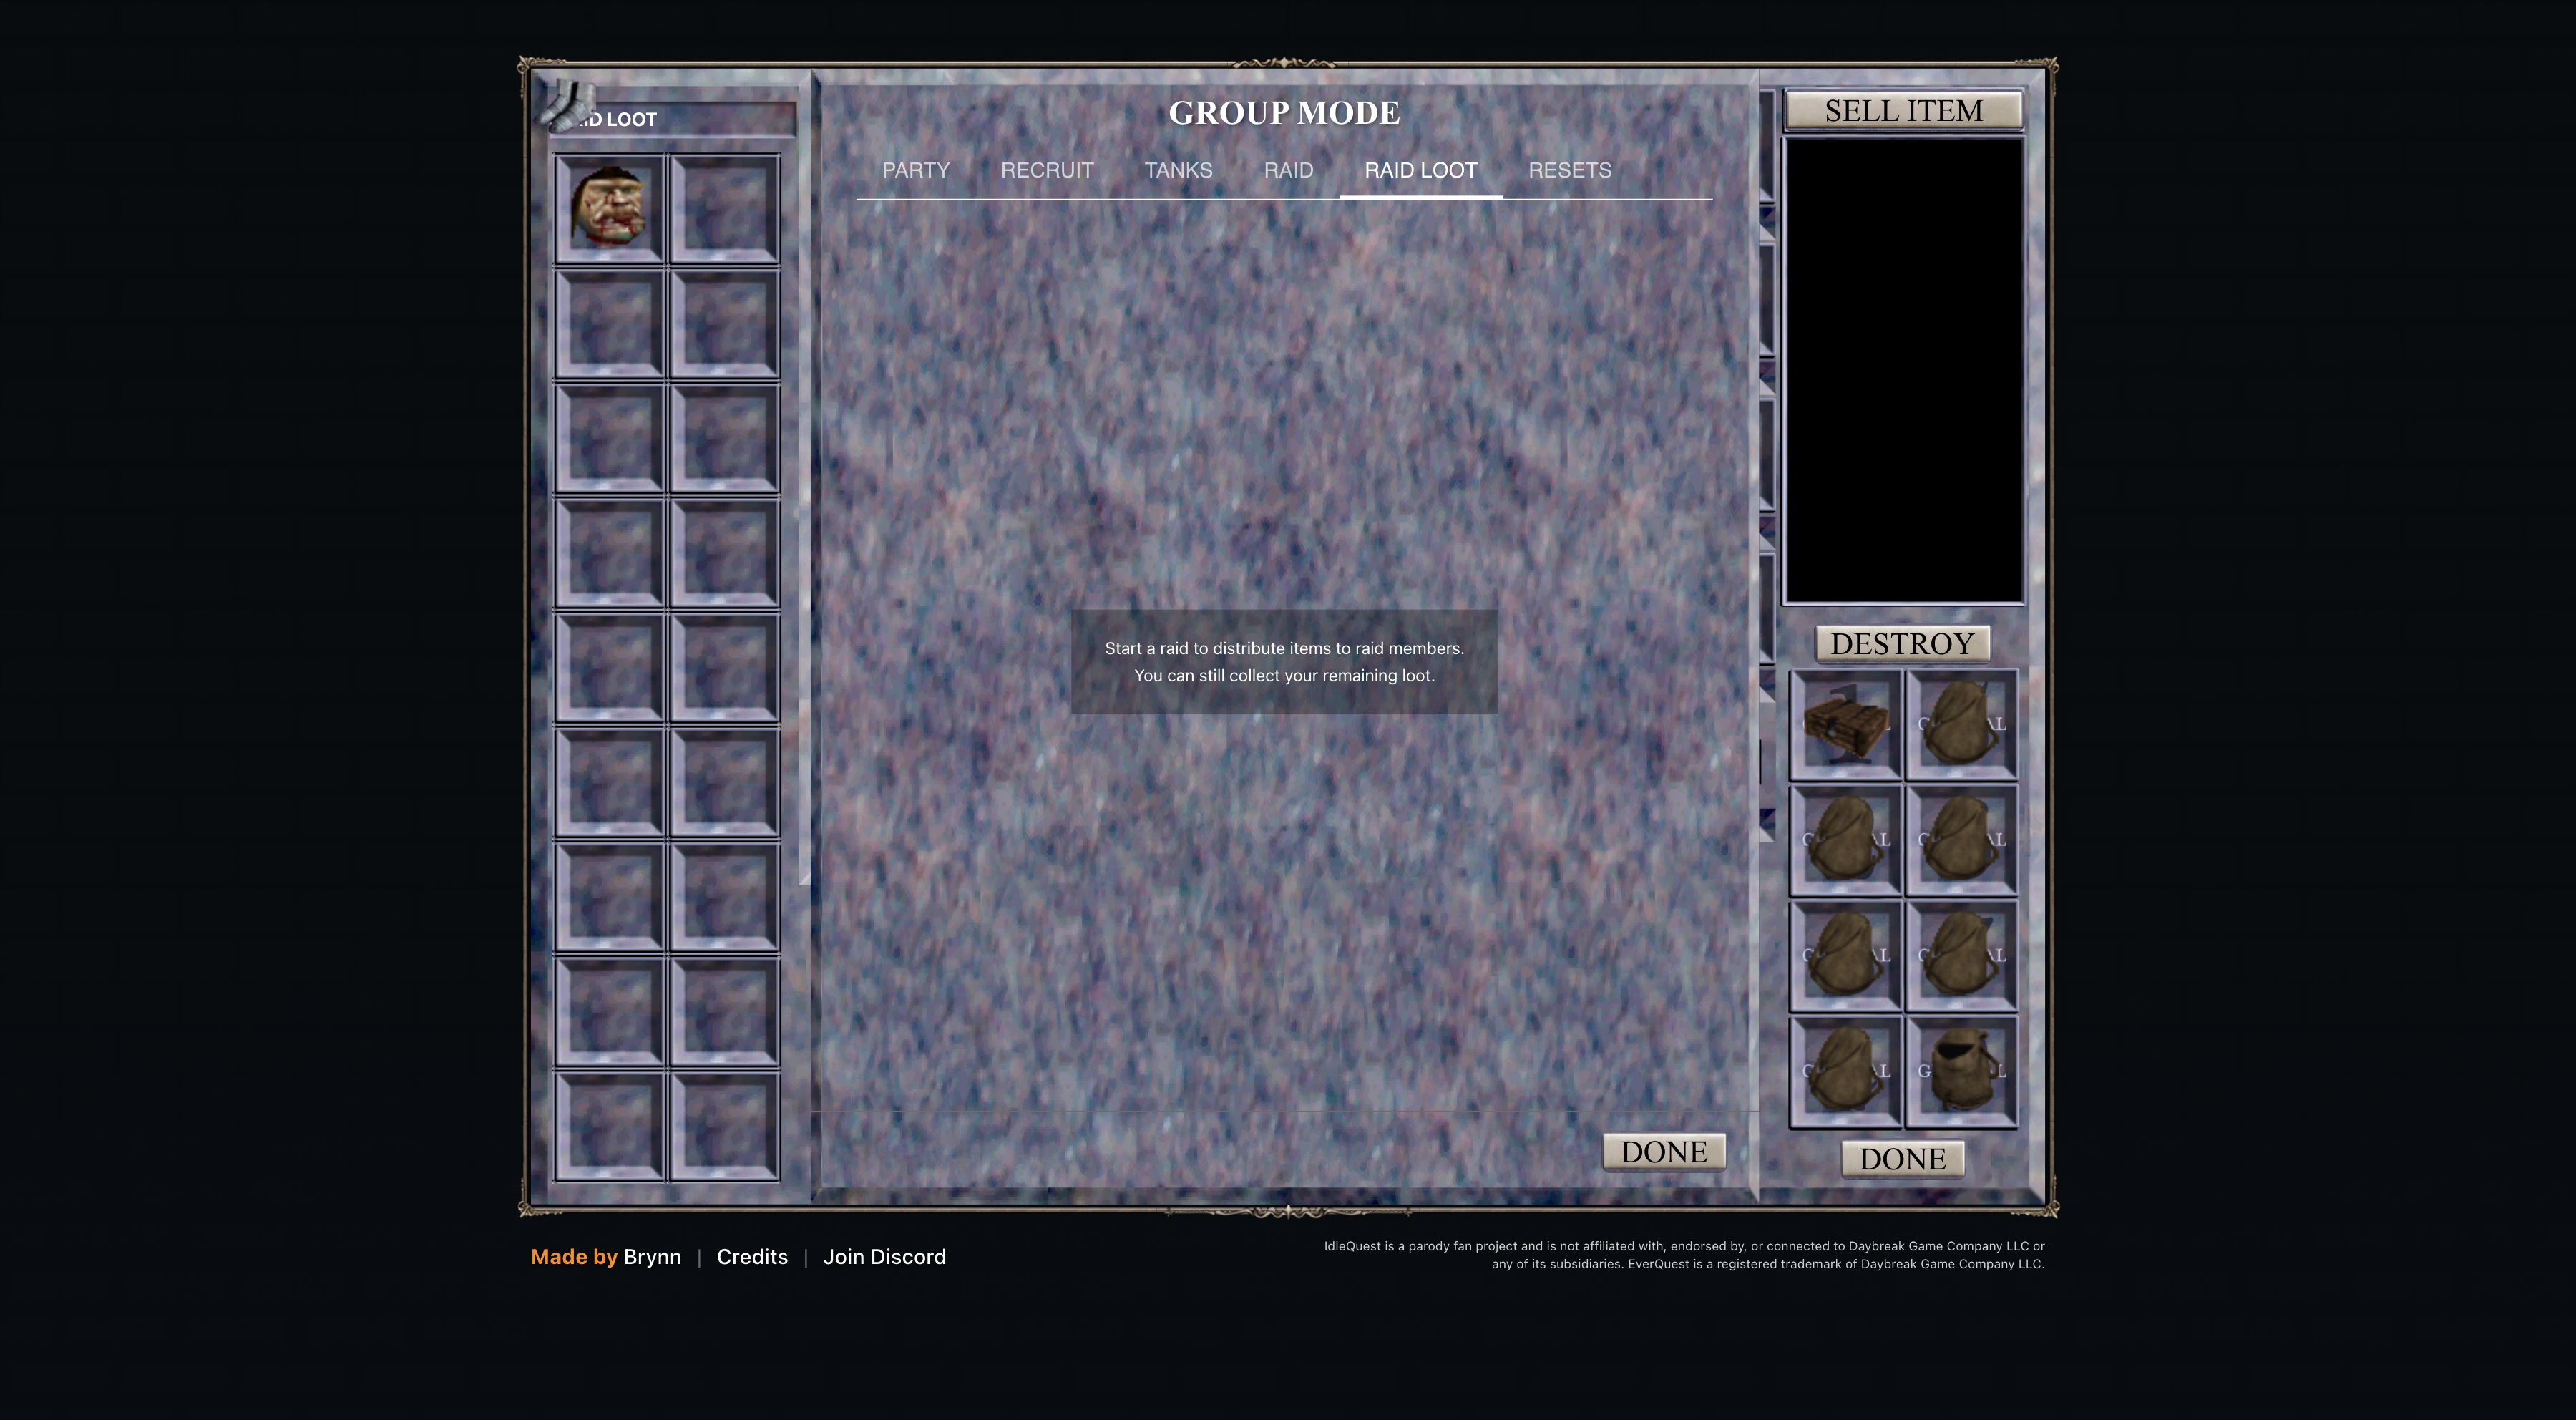 ID LOOT
GROUP MODE
PARTY RECRUIT TANKS RAID RAID LOOT RESETS
Start a raid to distribute items to raid members.
You can still collect your remaining loot.
DONE
SELL ITEM
DESTROY
DONE
Made by Brynn | Credits | Join Discord
IdleQuest is a parody fan project and is not affiliated with, endorsed by, or connected to Daybreak Game Company LLC or
any of its subsidiaries. EverQuest is a registered trademark of Daybreak Game Company LLC.